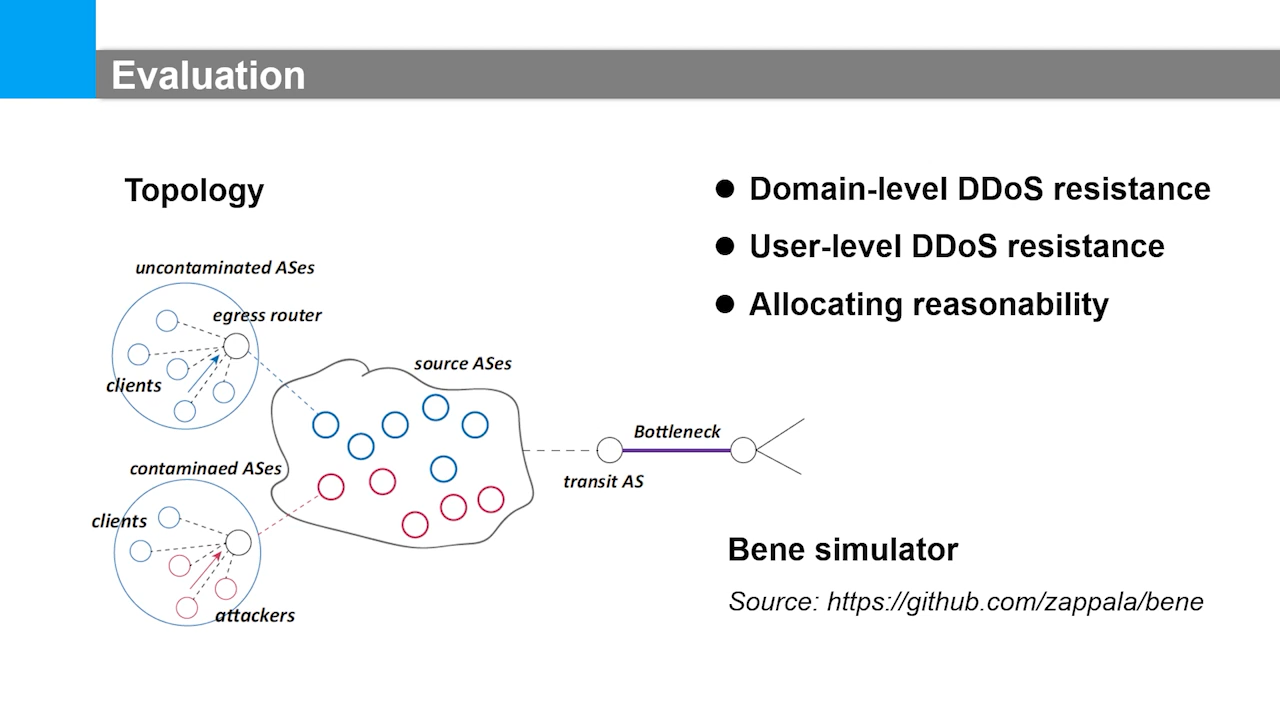 Evaluation
Topology
uncontaminated ASes
egress router
clients
source ASes
contaminaed ASes
clients
attackers
Bottleneck
transit AS
Domain-level DDoS resistance
User-level DDoS resistance
Allocating reasonability
Bene simulator
Source: https://github.com/zappala/bene